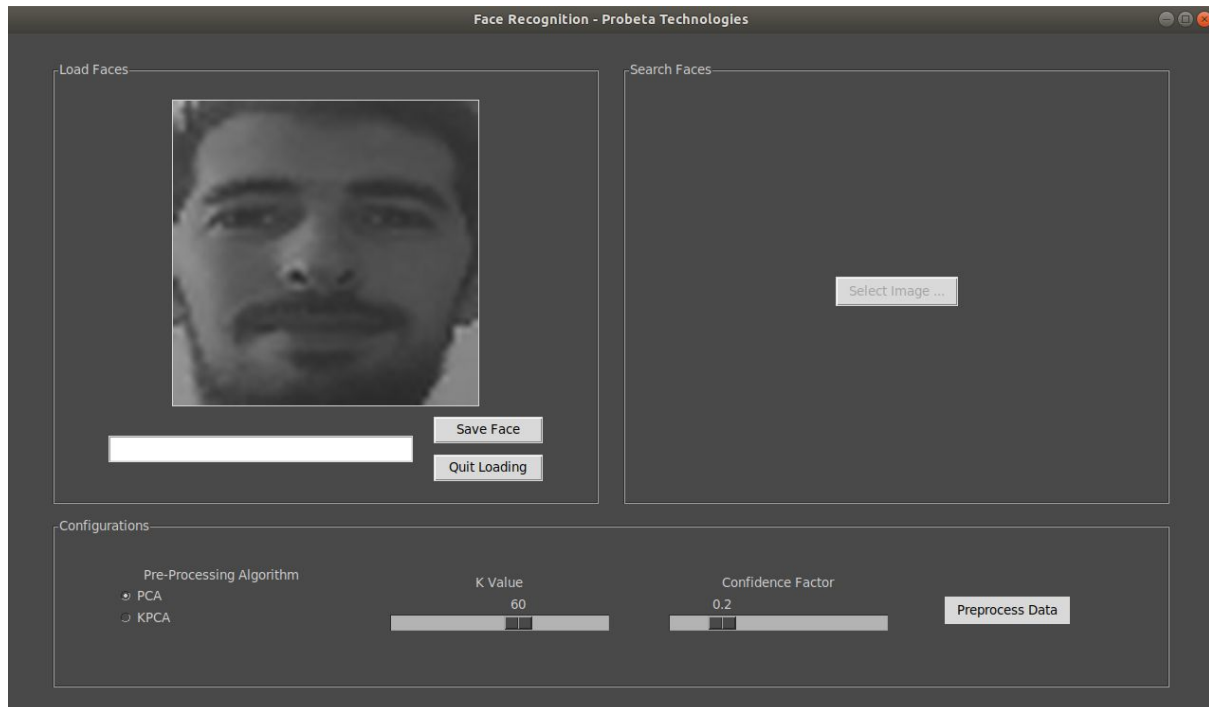 Face Recognition - Probeta Technologies
Load Faces
Search Faces
Select Image ...
Save Face
Quit Loading
Configurations
Pre-Processing Algorithm
PCA
KPCA
K Value
60
Confidence Factor
0.2
Preprocess Data